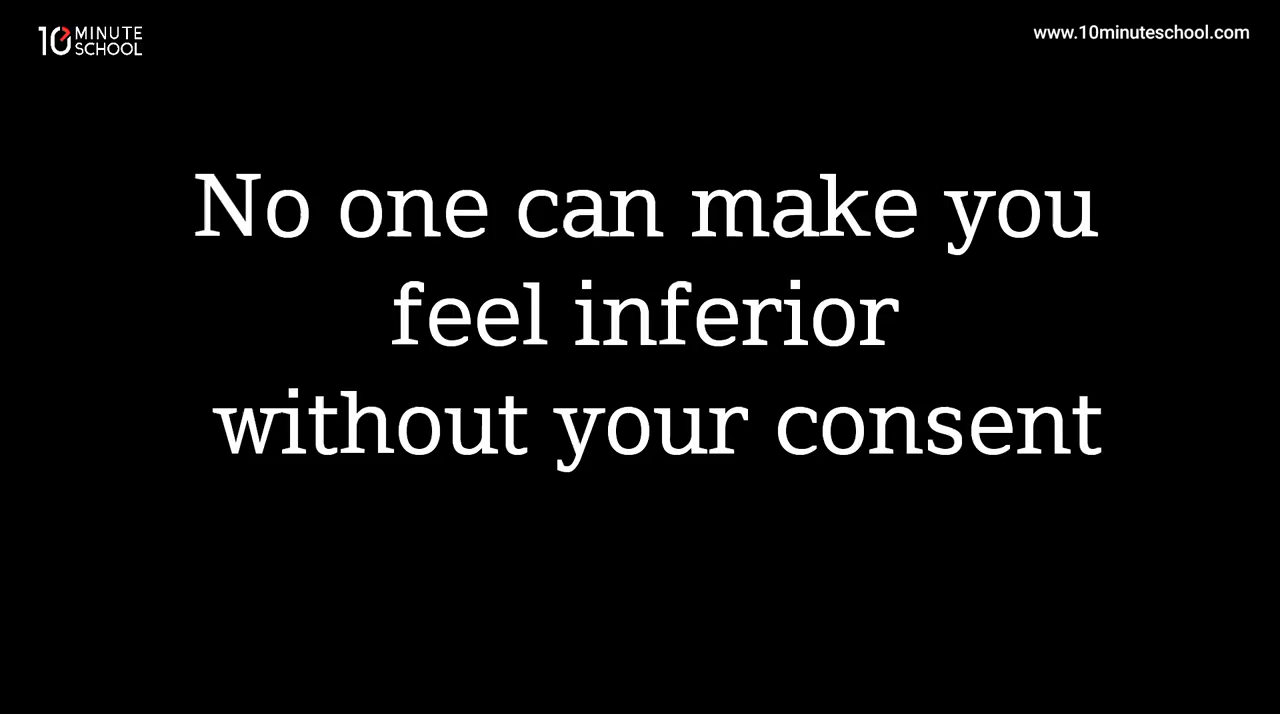 10 MINUTE
SCHOOL
www.10minuteschool.com
No one can make you
feel inferior
without your consent